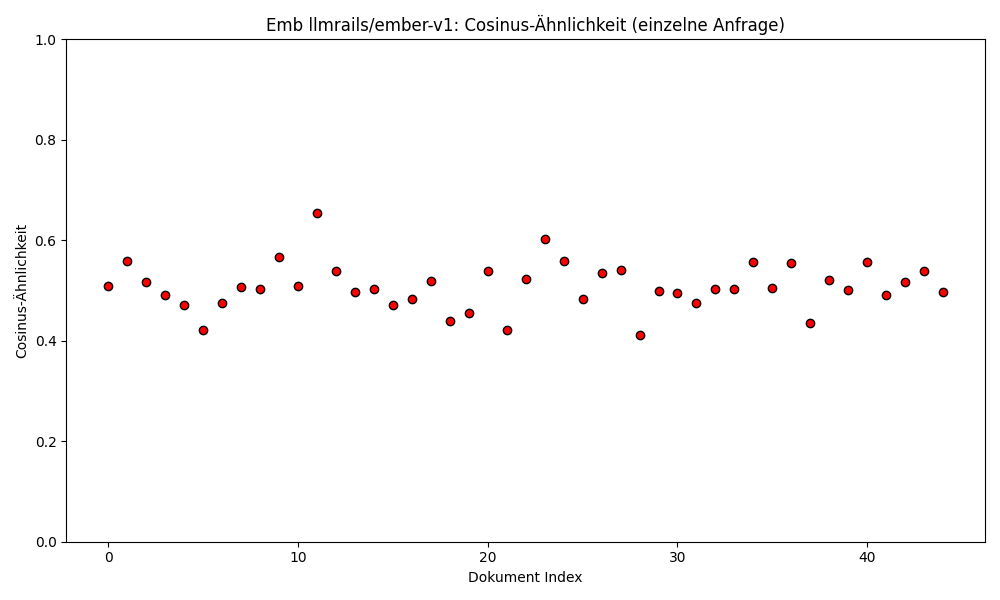 Emb llmrails/ember-v1: Cosinus-Ähnlichkeit (einzelne Anfrage)
1.0
0.8
0.6
0.4
0.2
0.0
Cosinus-Ähnlichkeit
0 10 20 30 40
Dokument Index